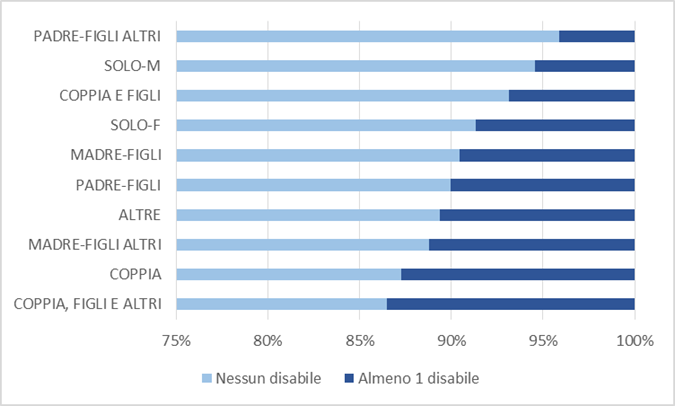 PADRE-FIGLI ALTRI
SOLO-M
COPPIA E FIGLI
SOLO-F
MADRE-FIGLI
PADRE-FIGLI
ALTRE
MADRE-FIGLI ALTRI
COPPIA
COPPIA, FIGLI E ALTRI
75% 80% 85% 90% 95% 100%
Nessun disabile Almeno 1 disabile